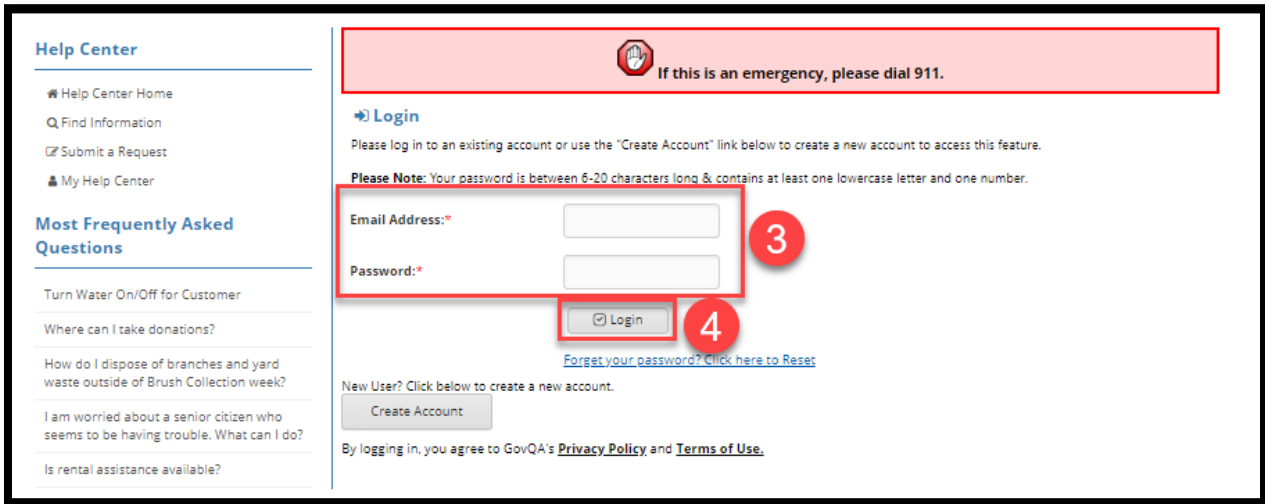 Help Center
Help Center Home
Find Information
Submit a Request
My Help Center
Most Frequently Asked
Questions
Turn Water On/Off for Customer
Where can I take donations?
How do I dispose of branches and yard
waste outside of Brush Collection week?
I am worried about a senior citizen who
seems to be having trouble. What can I do?
Is rental assistance available?
If this is an emergency, please dial 911.
Login
Please log in to an existing account or use the "Create Account" link below to create a new account to access this feature.
Please Note: Your password is between 6-20 characters long & contains at least one lowercase letter and one number.
Email Address:*
3
Password:*
Login
4
Forget your password? Click here to Reset
New User? Click below to create a new account.
Create Account
By logging in, you agree to GovQA's Privacy Policy and Terms of Use.